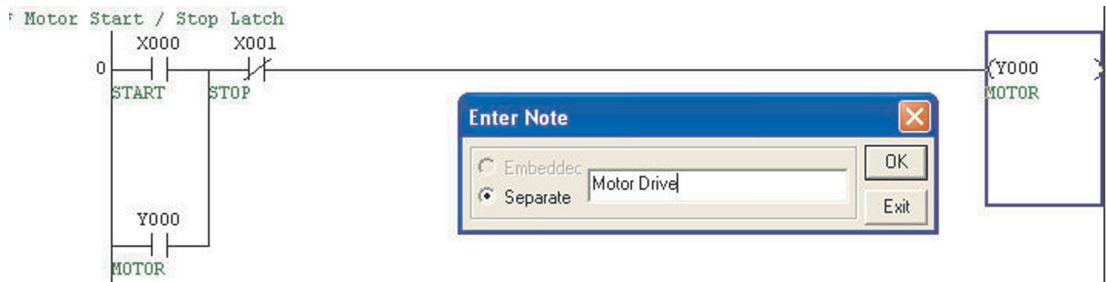 * Motor Start / Stop Latch
X000 X001
0 (Y000 )
START STOP MOTOR
Enter Note
Embeddec
OK
Motor Drive
Separate
Exit
Y000
MOTOR